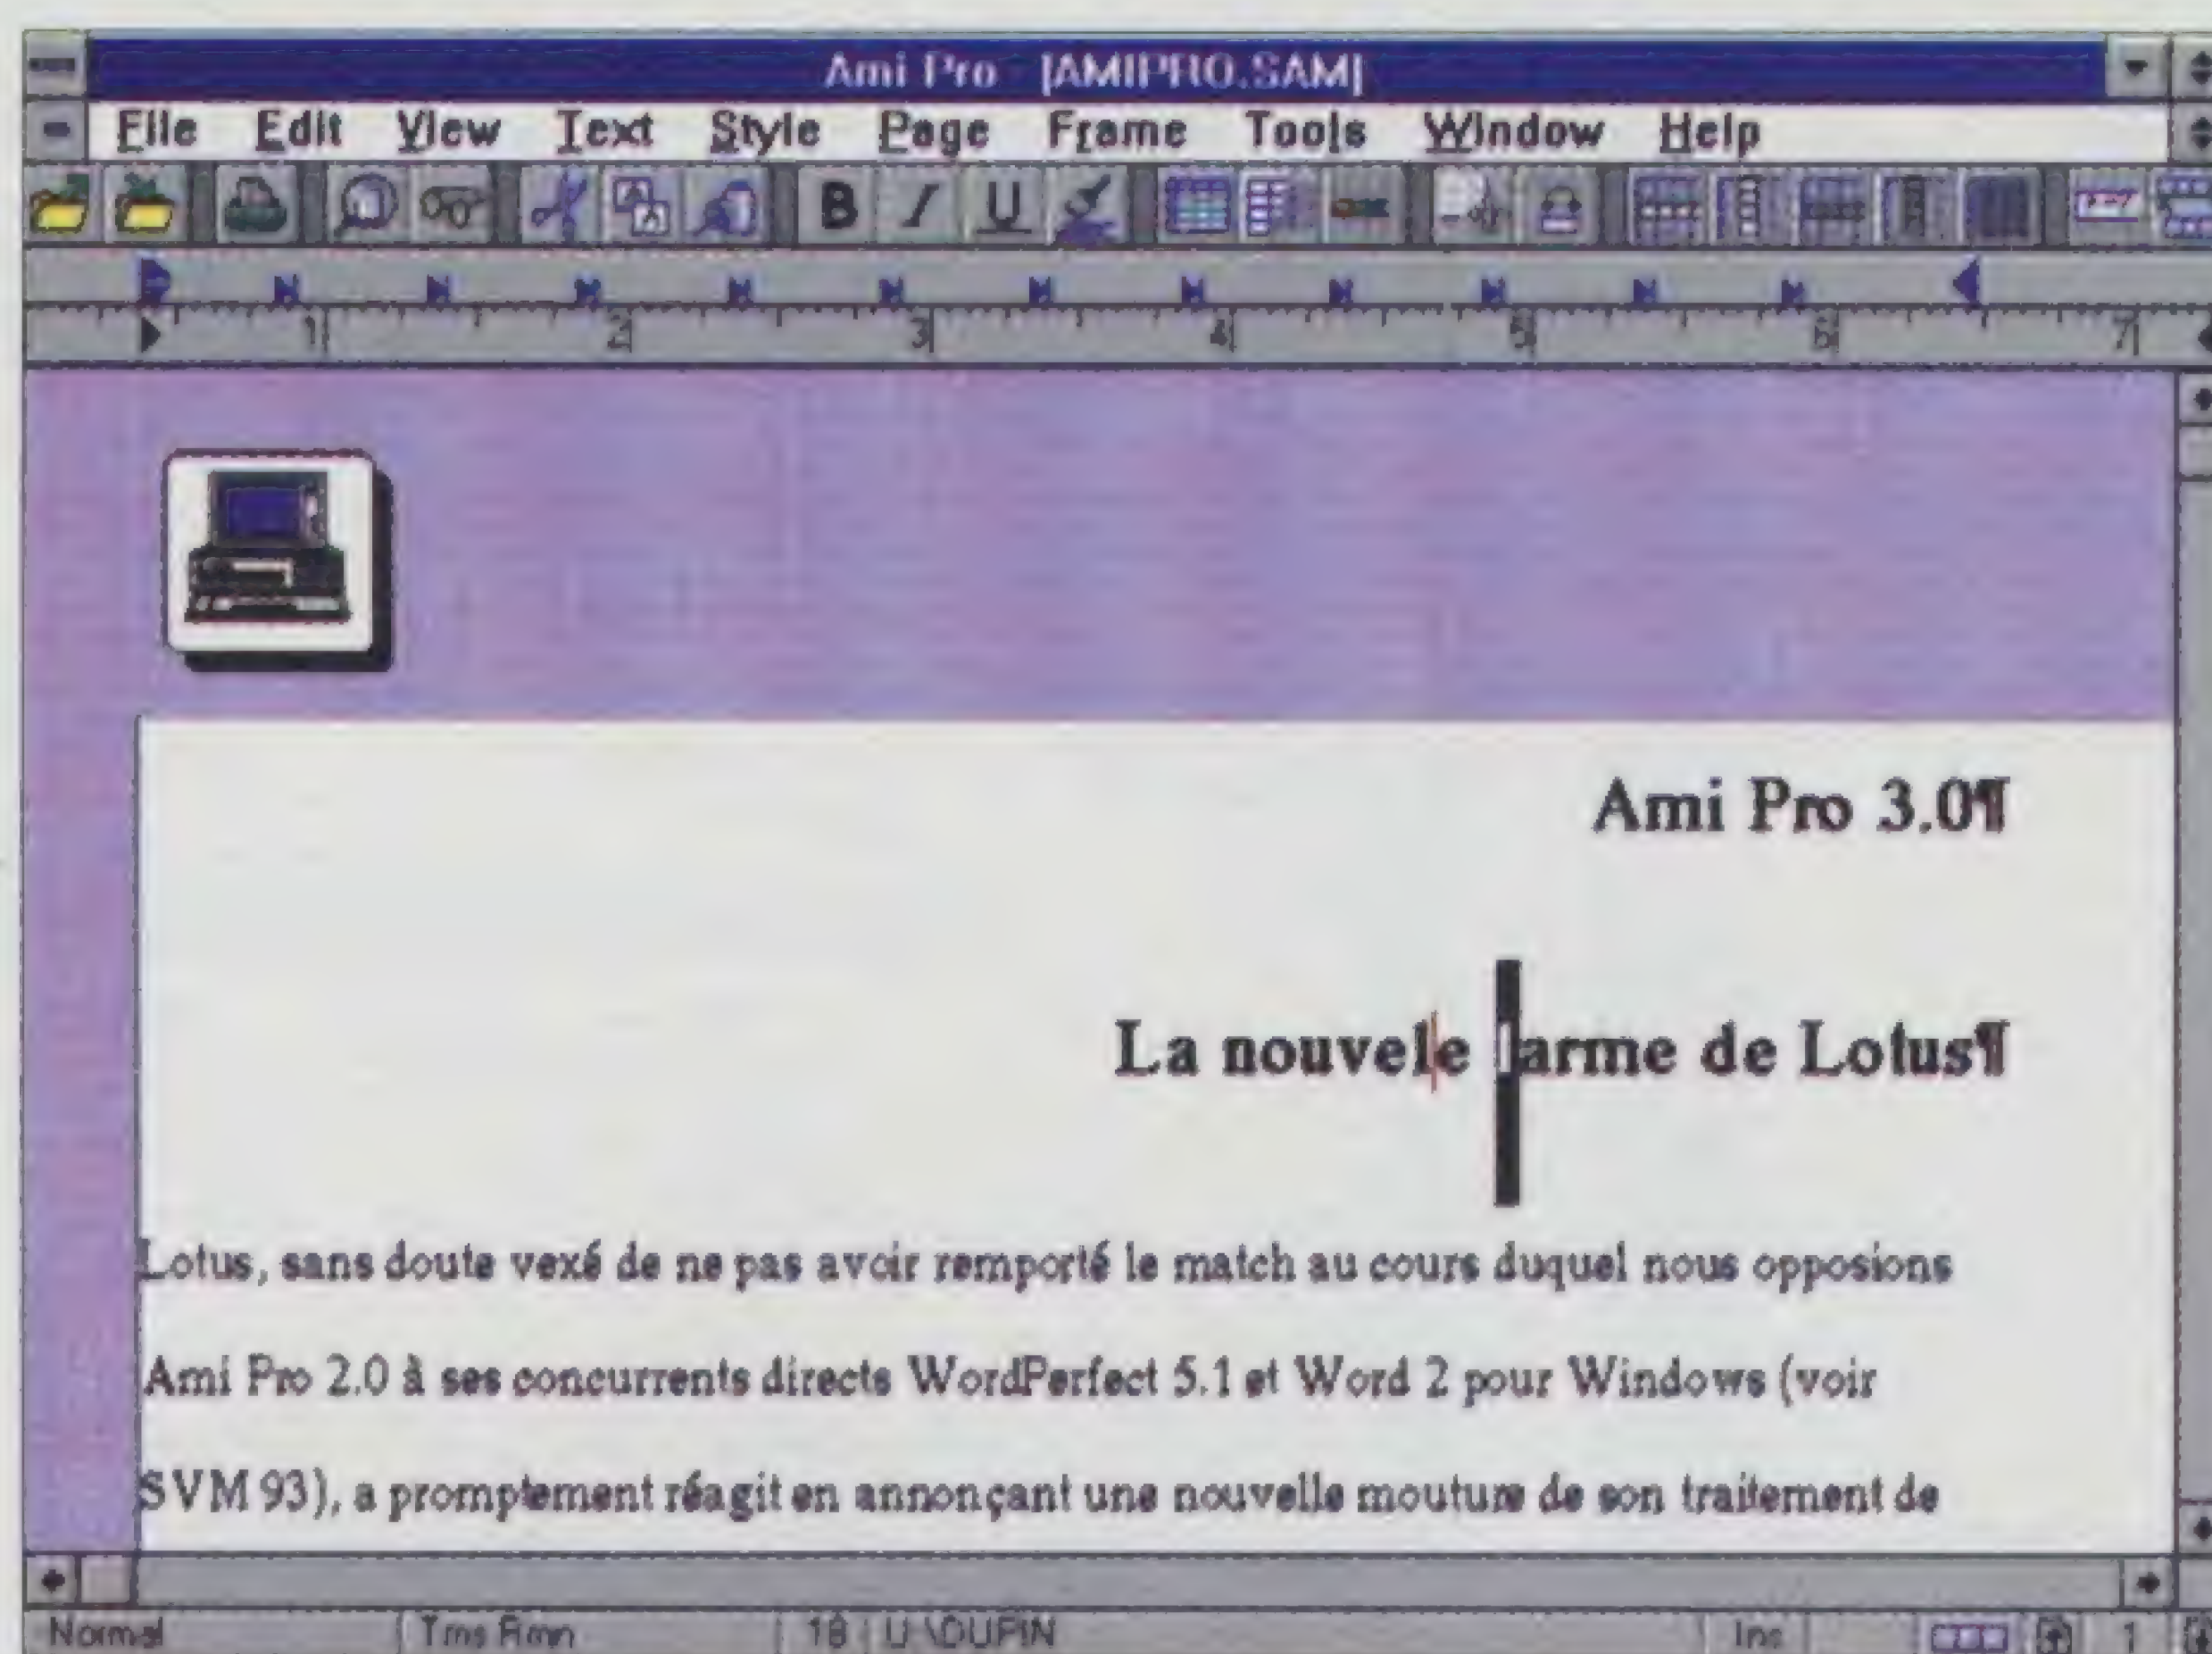 Ami Pro - [AMIPRO.SAM]
File Edit View Text Style Page Frame Tools Window Help
B I U
1 2 3 4 5 6 7
Ami Pro 3.0¶
La nouvele arme de Lotus¶
Lotus, sans doute vexé de ne pas avoir remporté le match au cours duquel nous opposions
Ami Pro 2.0 à ses concurrents directs WordPerfect 5.1 et Word 2 pour Windows (voir
SVM 93), a promptement réagit en annonçant une nouvelle mouture de son traitement de
Normal Tms Rmn 18 U:\DUPIN Ins 1